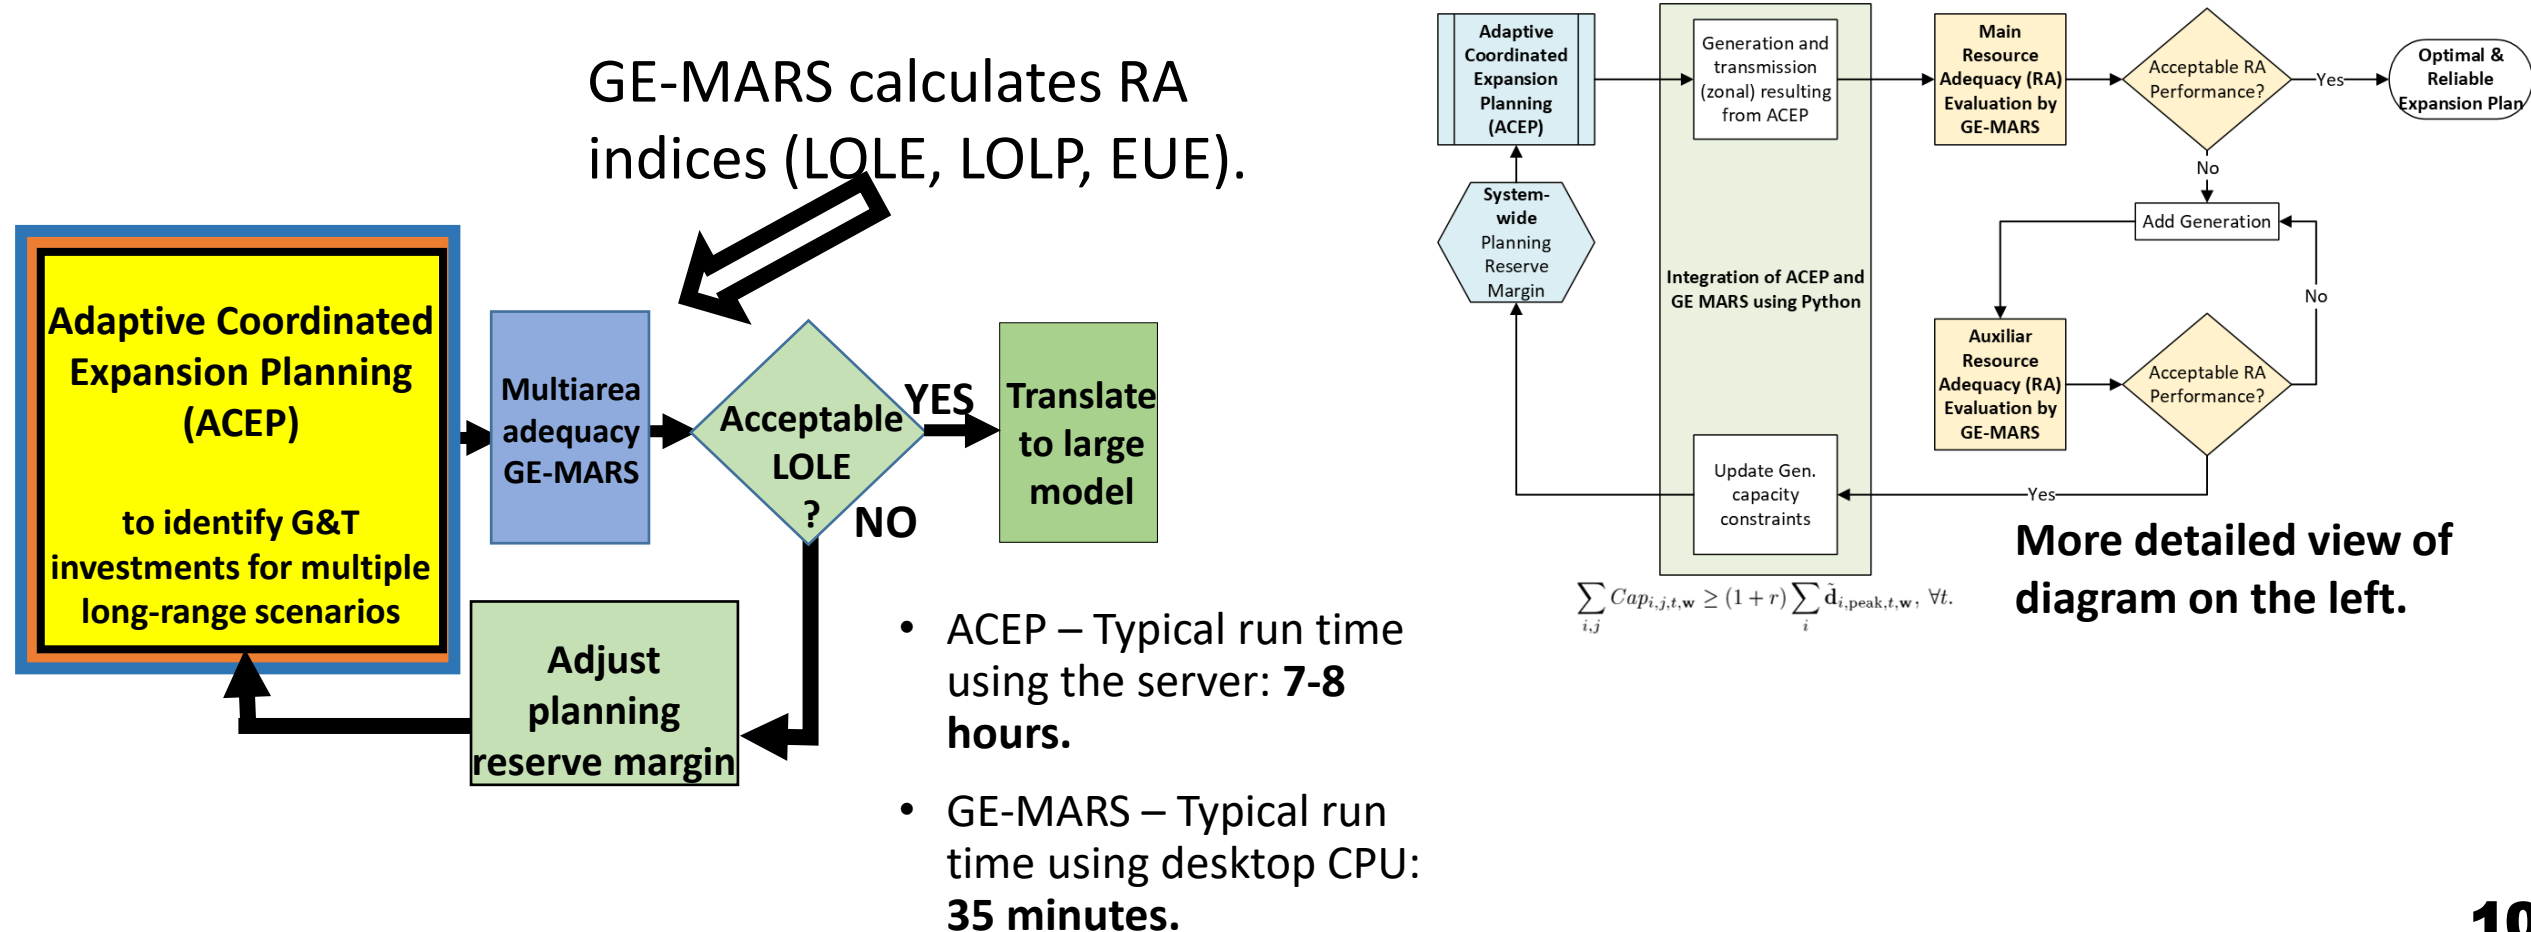 GE-MARS calculates RA
indices (LOLE, LOLP, EUE).
Adaptive Coordinated
Expansion Planning
(ACEP)
to identify G&T
investments for multiple
long-range scenarios
Multiarea
adequacy
GE-MARS
Acceptable
LOLE
?
YES
NO
Translate
to large
model
Adjust
planning
reserve margin
• ACEP – Typical run time
using the server: 7-8
hours.
• GE-MARS – Typical run
time using desktop CPU:
35 minutes.
Adaptive
Coordinated
Expansion
Planning
(ACEP)
Generation and
transmission
(zonal) resulting
from ACEP
Main
Resource
Adequacy (RA)
Evaluation by
GE-MARS
Acceptable RA
Performance?
Yes
Optimal &
Reliable
Expansion Plan
No
Add Generation
System-
wide
Planning
Reserve
Margin
Integration of ACEP and
GE MARS using Python
Auxiliar
Resource
Adequacy (RA)
Evaluation by
GE-MARS
Acceptable RA
Performance?
No
Yes
Update Gen.
capacity
constraints
∑_{i,j} Cap_{i,j,t,w} ≥ (1 + r) ∑_i d̃_{i,peak,t,w}, ∀t.
More detailed view of
diagram on the left.
10